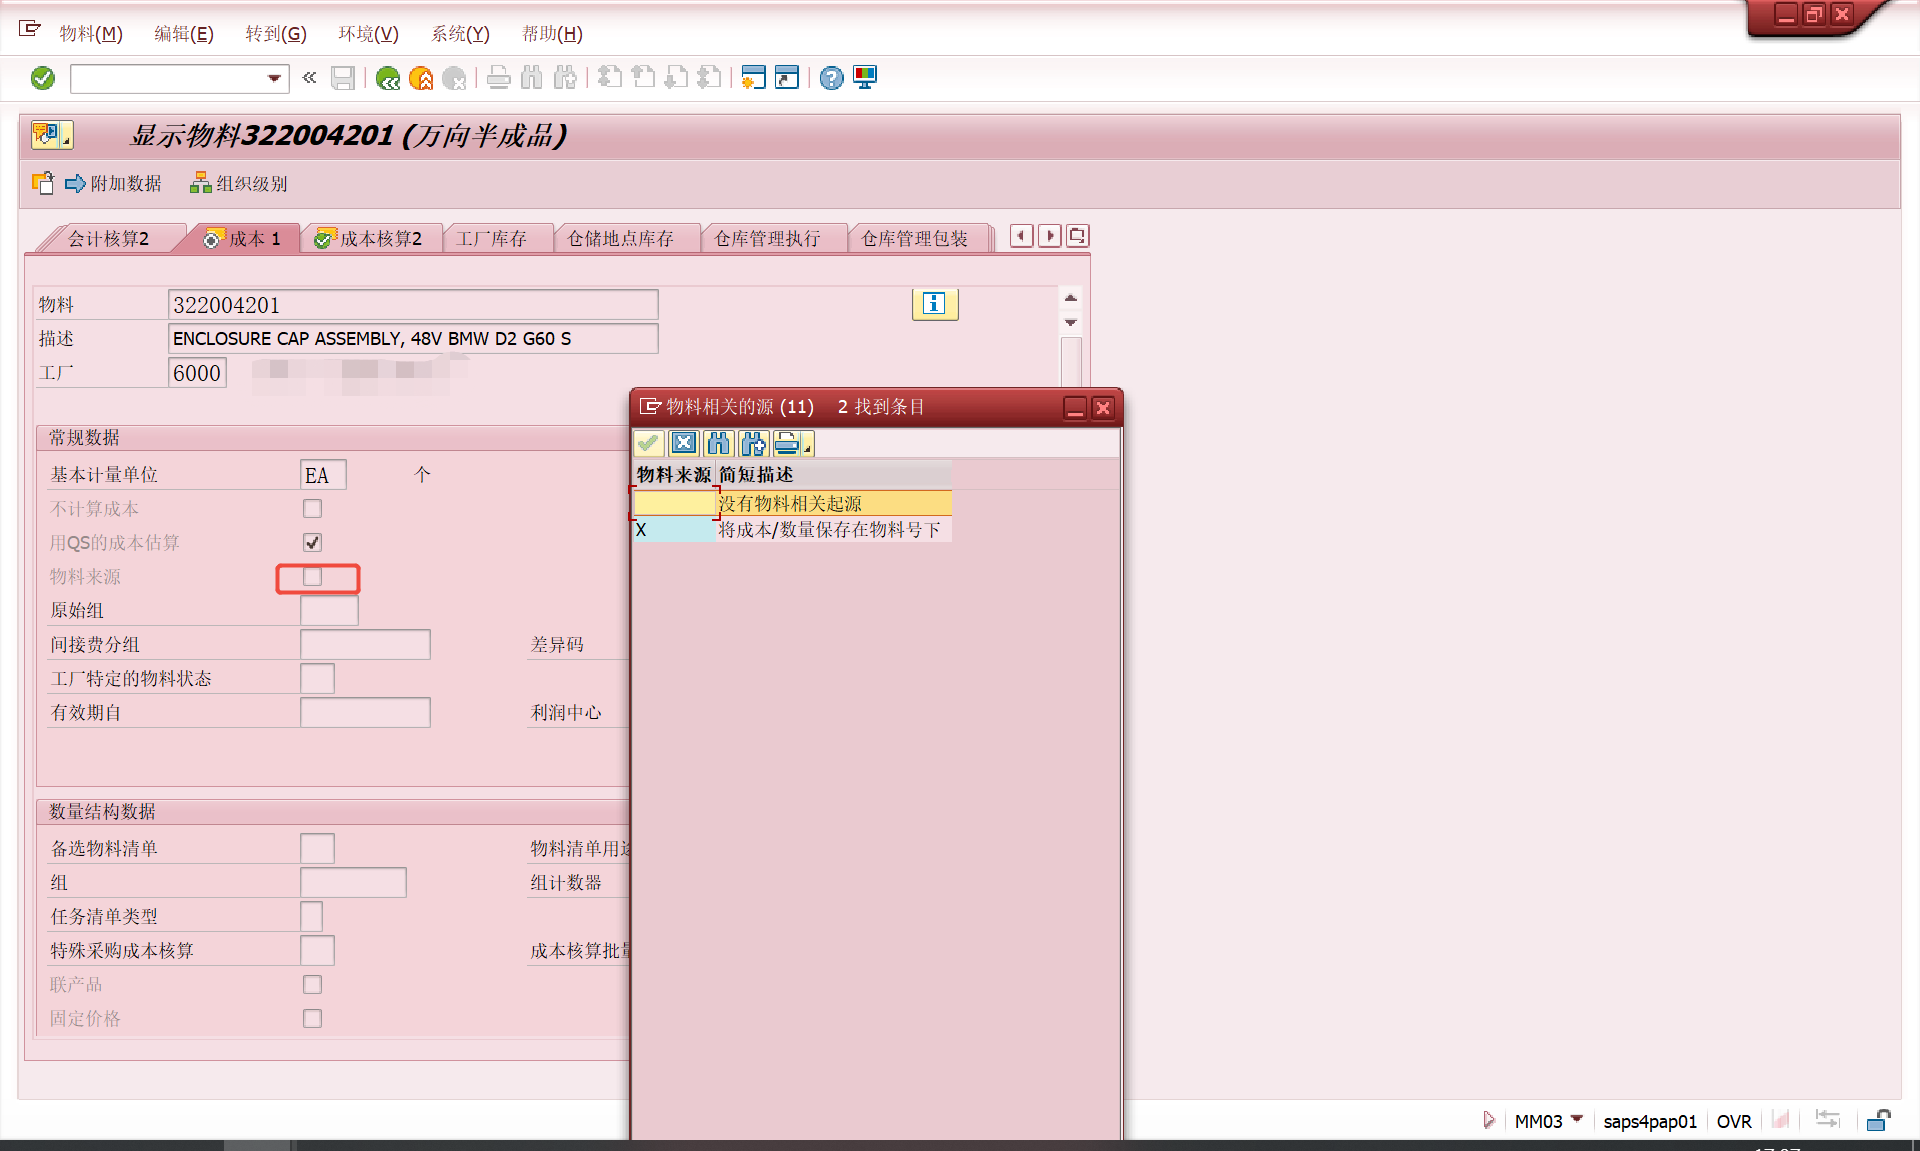 物料(M) 编辑(E) 转到(G) 环境(V) 系统(Y) 帮助(H)
显示物料322004201 (万向半成品)
附加数据 组织级别
会计核算2 成本 1 成本核算2 工厂库存 仓储地点库存 仓库管理执行 仓库管理包装
物料 322004201
描述 ENCLOSURE CAP ASSEMBLY, 48V BMW D2 G60 S
工厂 6000
常规数据
基本计量单位 EA 个
不计算成本
用QS的成本估算
物料来源
原始组
间接费分组 差异码
工厂特定的物料状态
有效期自 利润中心
数量结构数据
备选物料清单 物料清单用途
组 组计数器
任务清单类型
特殊采购成本核算 成本核算批量
联产品
固定价格
物料相关的源 (11) 2 找到条目
物料来源 简短描述
没有物料相关起源
X 将成本/数量保存在物料号下
MM03 saps4pap01 OVR